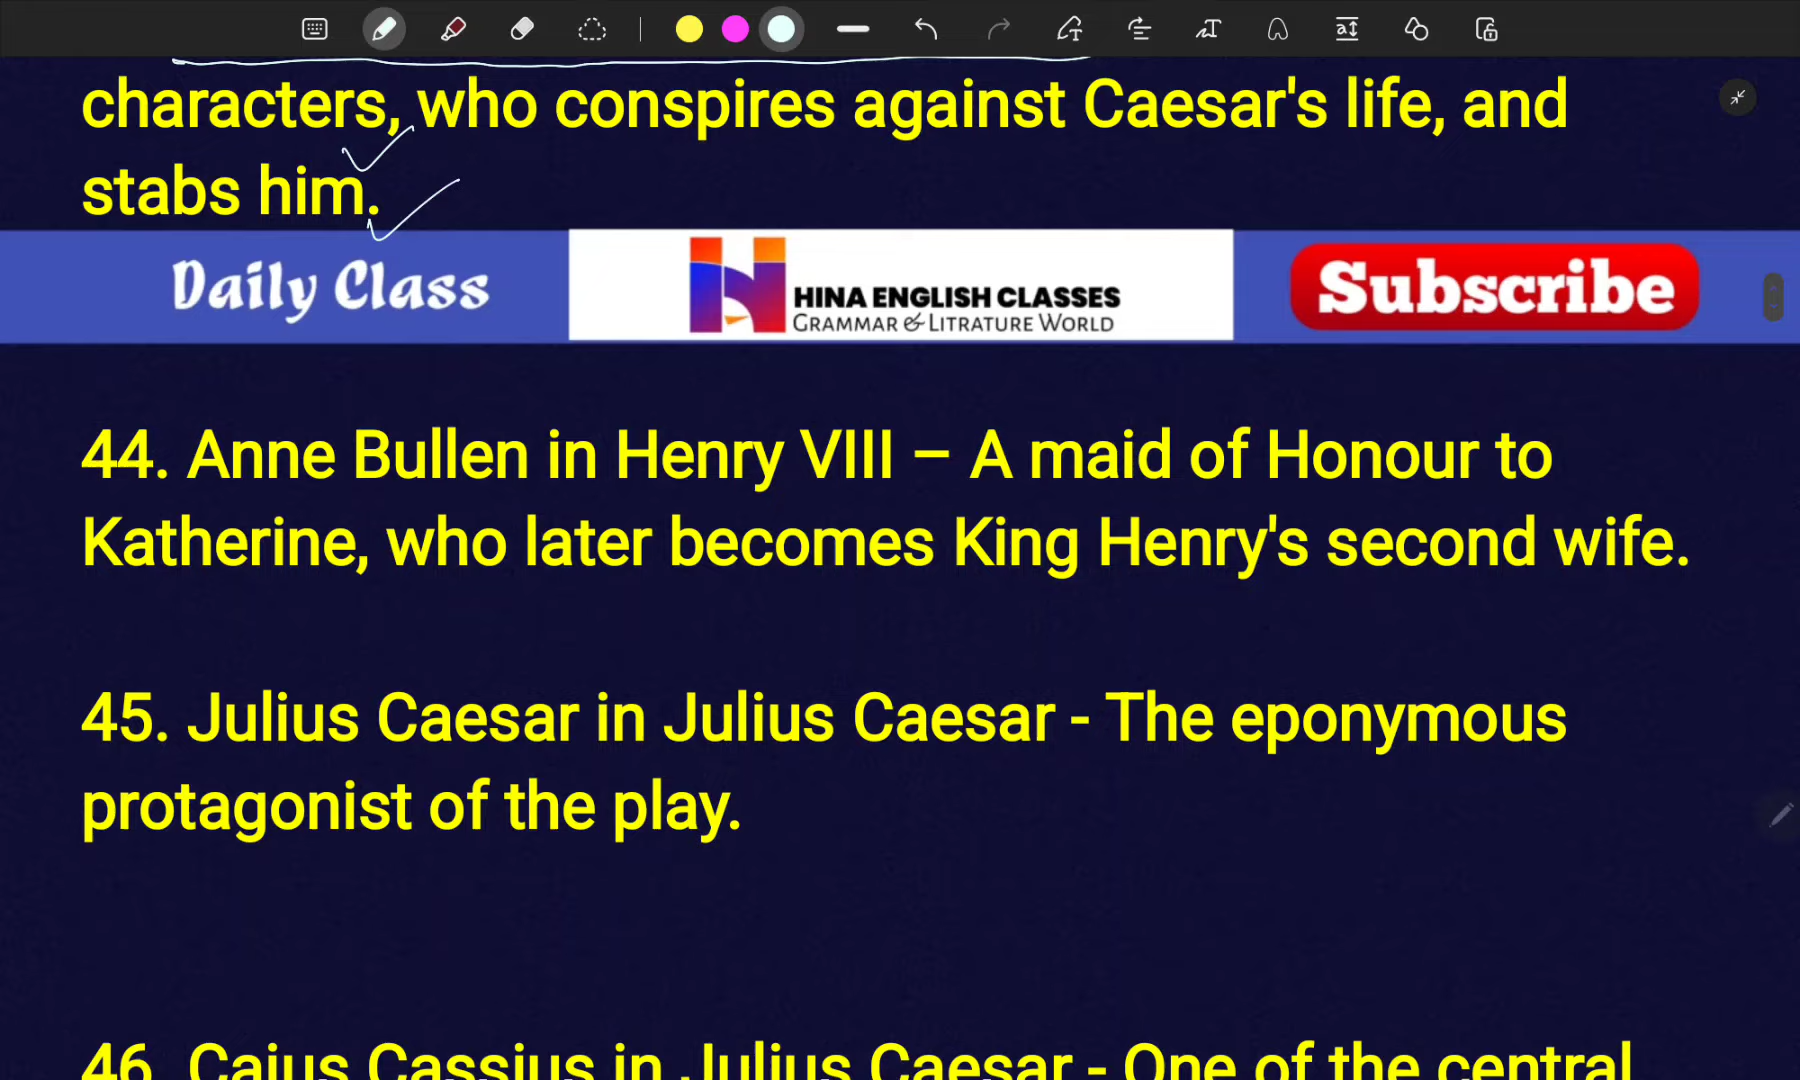 characters, who conspires against Caesar's life, and
stabs him.
Daily Class
HINA ENGLISH CLASSES
GRAMMAR & LITRATURE WORLD
Subscribe
44. Anne Bullen in Henry VIII – A maid of Honour to
Katherine, who later becomes King Henry's second wife.
45. Julius Caesar in Julius Caesar - The eponymous
protagonist of the play.
46. Caius Cassius in Julius Caesar - One of the central